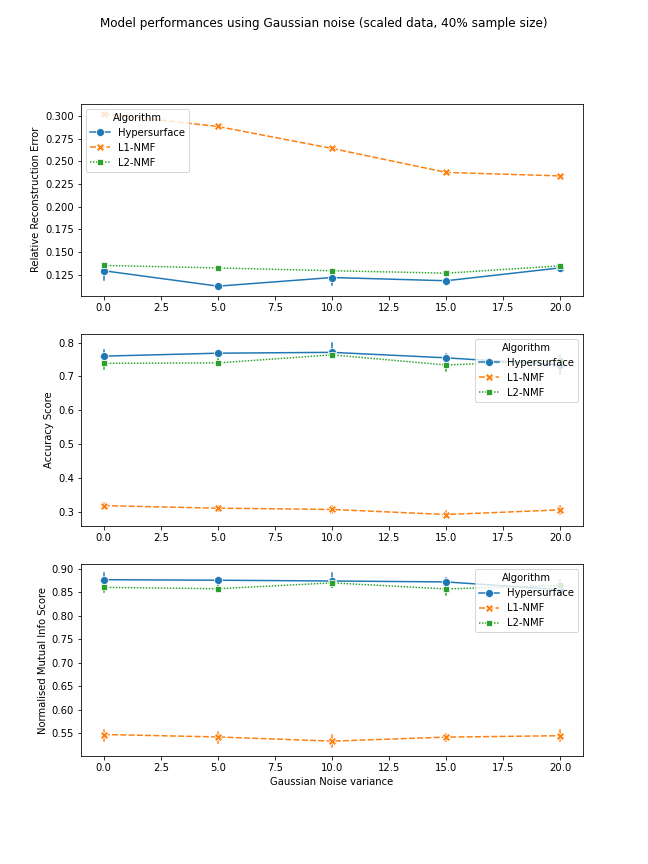 Model performances using Gaussian noise (scaled data, 40% sample size)
Relative Reconstruction Error
0.300
0.275
0.250
0.225
0.200
0.175
0.150
0.125
Algorithm
Hypersurface
L1-NMF
L2-NMF
0.0 2.5 5.0 7.5 10.0 12.5 15.0 17.5 20.0
Accuracy Score
0.8
0.7
0.6
0.5
0.4
0.3
Algorithm
Hypersurface
L1-NMF
L2-NMF
0.0 2.5 5.0 7.5 10.0 12.5 15.0 17.5 20.0
Normalised Mutual Info Score
0.90
0.85
0.80
0.75
0.70
0.65
0.60
0.55
Algorithm
Hypersurface
L1-NMF
L2-NMF
0.0 2.5 5.0 7.5 10.0 12.5 15.0 17.5 20.0
Gaussian Noise variance